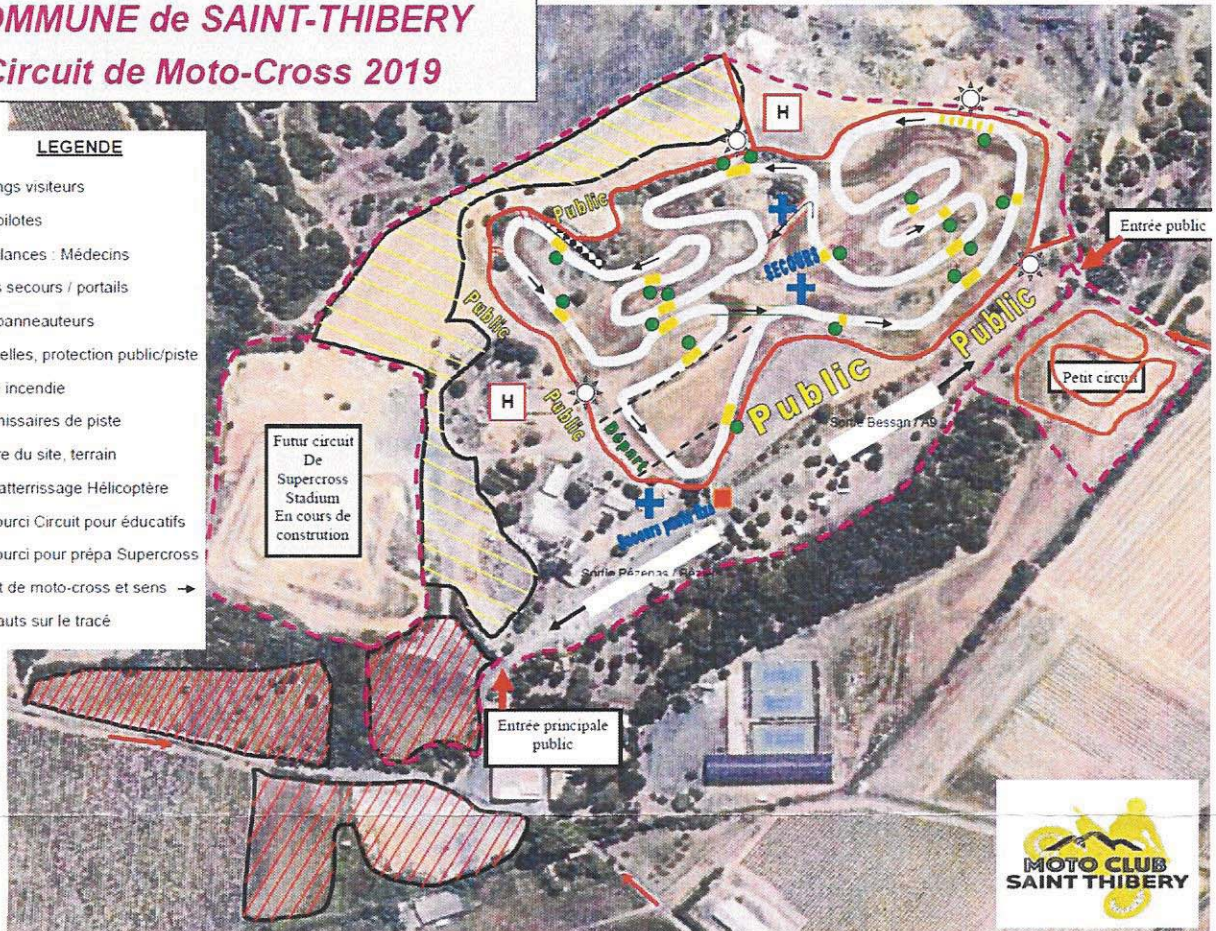 OMMUNE de SAINT-THIBERY
Circuit de Moto-Cross 2019
LEGENDE
ngs visiteurs
pilotes
lances : Médecins
s secours / portails
panneauteurs
elles, protection public/piste
incendie
missaires de piste
re du site, terrain
atterrissage Hélicoptère
ourci Circuit pour éducatifs
ourci pour prépa Supercross
t de moto-cross et sens
auts sur le tracé
H
Public
SECOURS
Entrée public
Public
Public
H
Public
Public
Petit circuit
Départ
Sortie Bessan / A9
Futur circuit
De
Supercross
Stadium
En cours de
constrution
Secours
Sortie Pézenas
Entrée principale
public
MOTO CLUB
SAINT THIBERY